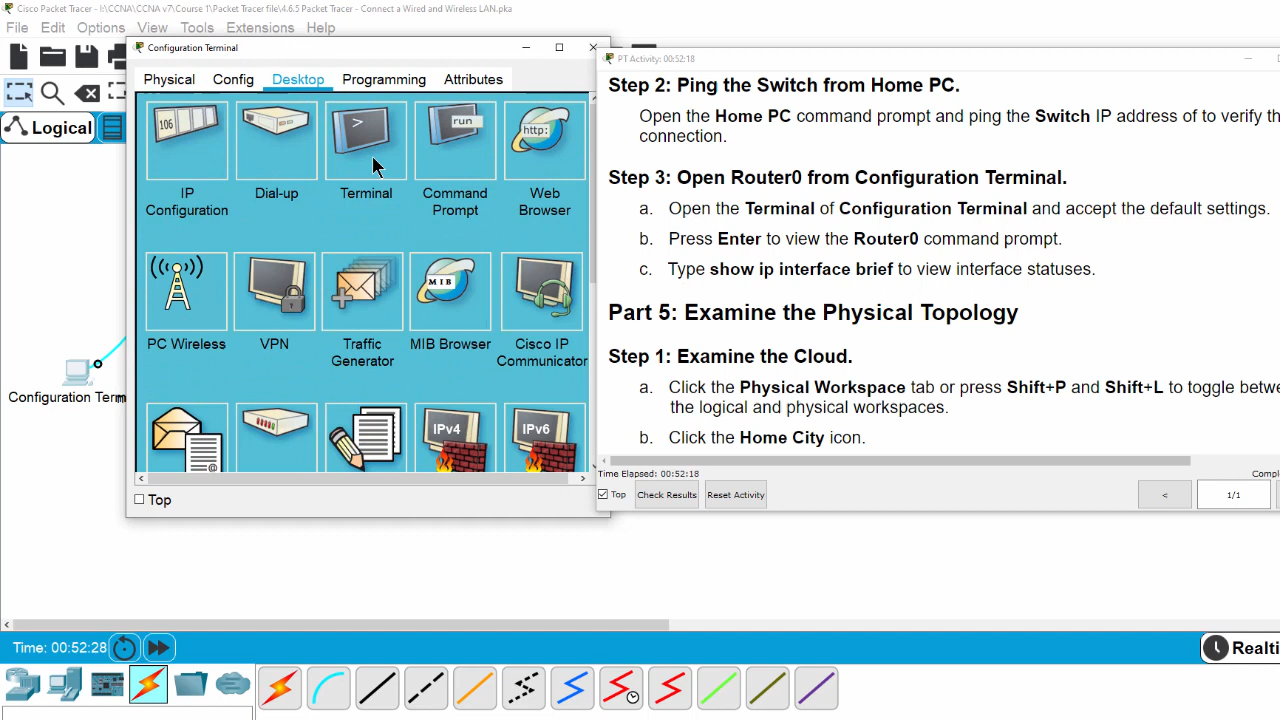 Cisco Packet Tracer - I:\CCNA\CCNA v7\Course 1\Packet Tracer file\4.6.5 Packet Tracer - Connect a Wired and Wireless LAN.pka
File Edit Options View Tools Extensions Help
Configuration Terminal
Physical Config Desktop Programming Attributes
106
>
run
http:
IP Configuration
Dial-up
Terminal
Command Prompt
Web Browser
MIB
PC Wireless
VPN
Traffic Generator
MIB Browser
Cisco IP Communicator
@
IPv4
IPv6
Top
Logical
Configuration Term
PT Activity: 00:52:18
Step 2: Ping the Switch from Home PC.
Open the Home PC command prompt and ping the Switch IP address of to verify the
connection.
Step 3: Open Router0 from Configuration Terminal.
a. Open the Terminal of Configuration Terminal and accept the default settings.
b. Press Enter to view the Router0 command prompt.
c. Type show ip interface brief to view interface statuses.
Part 5: Examine the Physical Topology
Step 1: Examine the Cloud.
a. Click the Physical Workspace tab or press Shift+P and Shift+L to toggle betwe
the logical and physical workspaces.
b. Click the Home City icon.
Time Elapsed: 00:52:18
Comple
Top
Check Results
Reset Activity
<
1/1
Time: 00:52:28
Realti